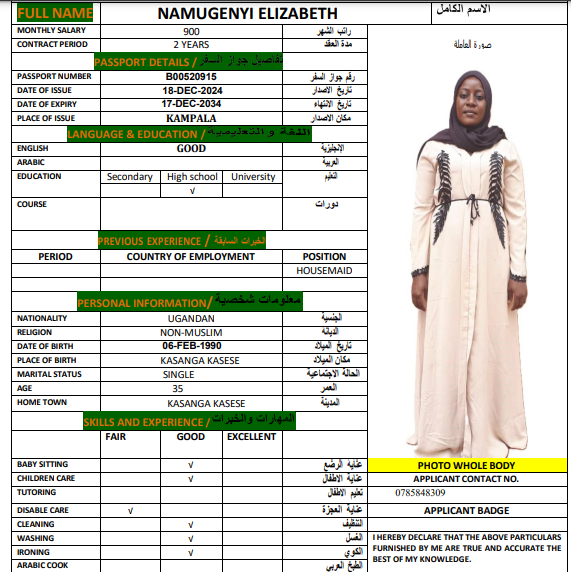 FULL NAME NAMUGENYI ELIZABETH الاسم الكامل
MONTHLY SALARY 900 راتب الشهر
CONTRACT PERIOD 2 YEARS مدة العقد
صورة العاملة
PASSPORT DETAILS / تفاصيل جواز السفر
PASSPORT NUMBER B00520915 رقم جواز السفر
DATE OF ISSUE 18-DEC-2024 تاريخ الاصدار
DATE OF EXPIRY 17-DEC-2034 تاريخ الانتهاء
PLACE OF ISSUE KAMPALA مكان الاصدار
LANGUAGE & EDUCATION / اللغة و التعليمية
ENGLISH GOOD الإنجليزية
ARABIC العربية
EDUCATION Secondary High school University التعليم
√
COURSE دورات
PREVIOUS EXPERIENCE / الخبرات السابقة
PERIOD COUNTRY OF EMPLOYMENT POSITION
HOUSEMAID
PERSONAL INFORMATION/ معلومات شخصية
NATIONALITY UGANDAN الجنسية
RELIGION NON-MUSLIM الديانة
DATE OF BIRTH 06-FEB-1990 تاريخ الميلاد
PLACE OF BIRTH KASANGA KASESE مكان الميلاد
MARITAL STATUS SINGLE الحالة الاجتماعية
AGE 35 العمر
HOME TOWN KASANGA KASESE المدينة
SKILLS AND EXPERIENCE / المهارات والخبرات
FAIR GOOD EXCELLENT
BABY SITTING √ عناية الرضع
CHILDREN CARE √ عناية الاطفال
TUTORING تعليم الاطفال
DISABLE CARE √ عناية العجزة
CLEANING √ التنظيف
WASHING √ الغسل
IRONING √ الكوي
ARABIC COOK الطبخ العربي
PHOTO WHOLE BODY
APPLICANT CONTACT NO.
0785848309
APPLICANT BADGE
I HEREBY DECLARE THAT THE ABOVE PARTICULARS
FURNISHED BY ME ARE TRUE AND ACCURATE THE
BEST OF MY KNOWLEDGE.